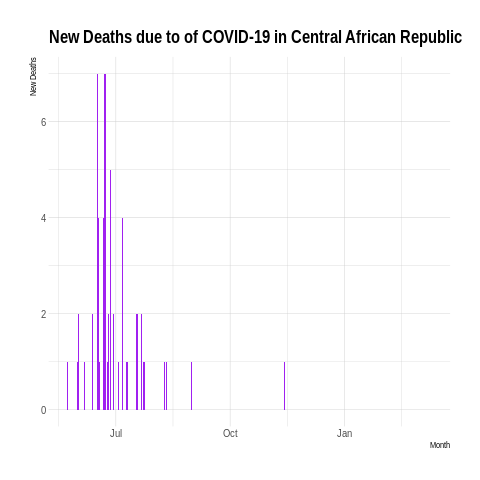 New Deaths due to of COVID-19 in Central African Republic
New Deaths
6
4
2
0
Jul Oct Jan
Month